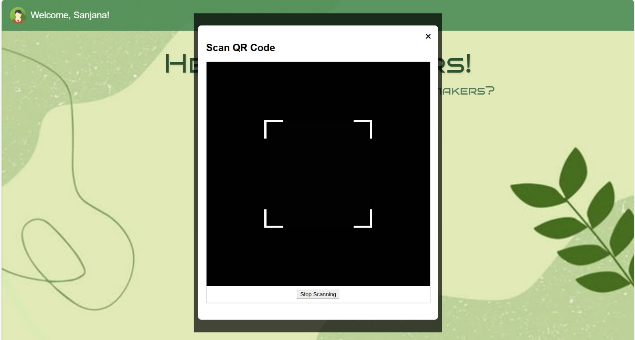 Welcome, Sanjana!
×
Scan QR Code
Stop Scanning